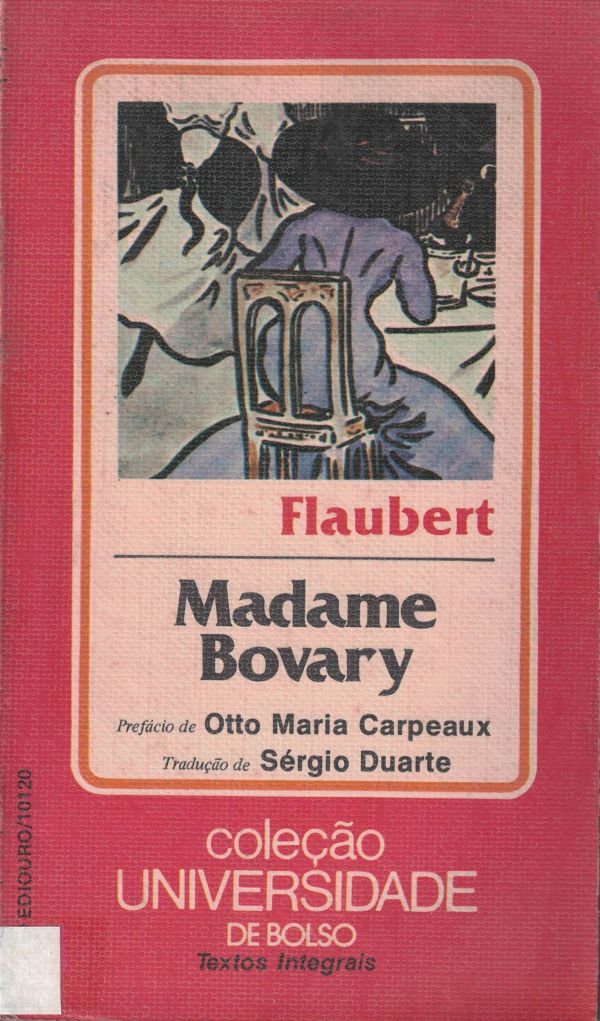 Flaubert
Madame
Bovary
Prefácio de Otto Maria Carpeaux
Tradução de Sérgio Duarte
coleção
UNIVERSIDADE
DE BOLSO
Textos Integrais
EDIOURO/10120